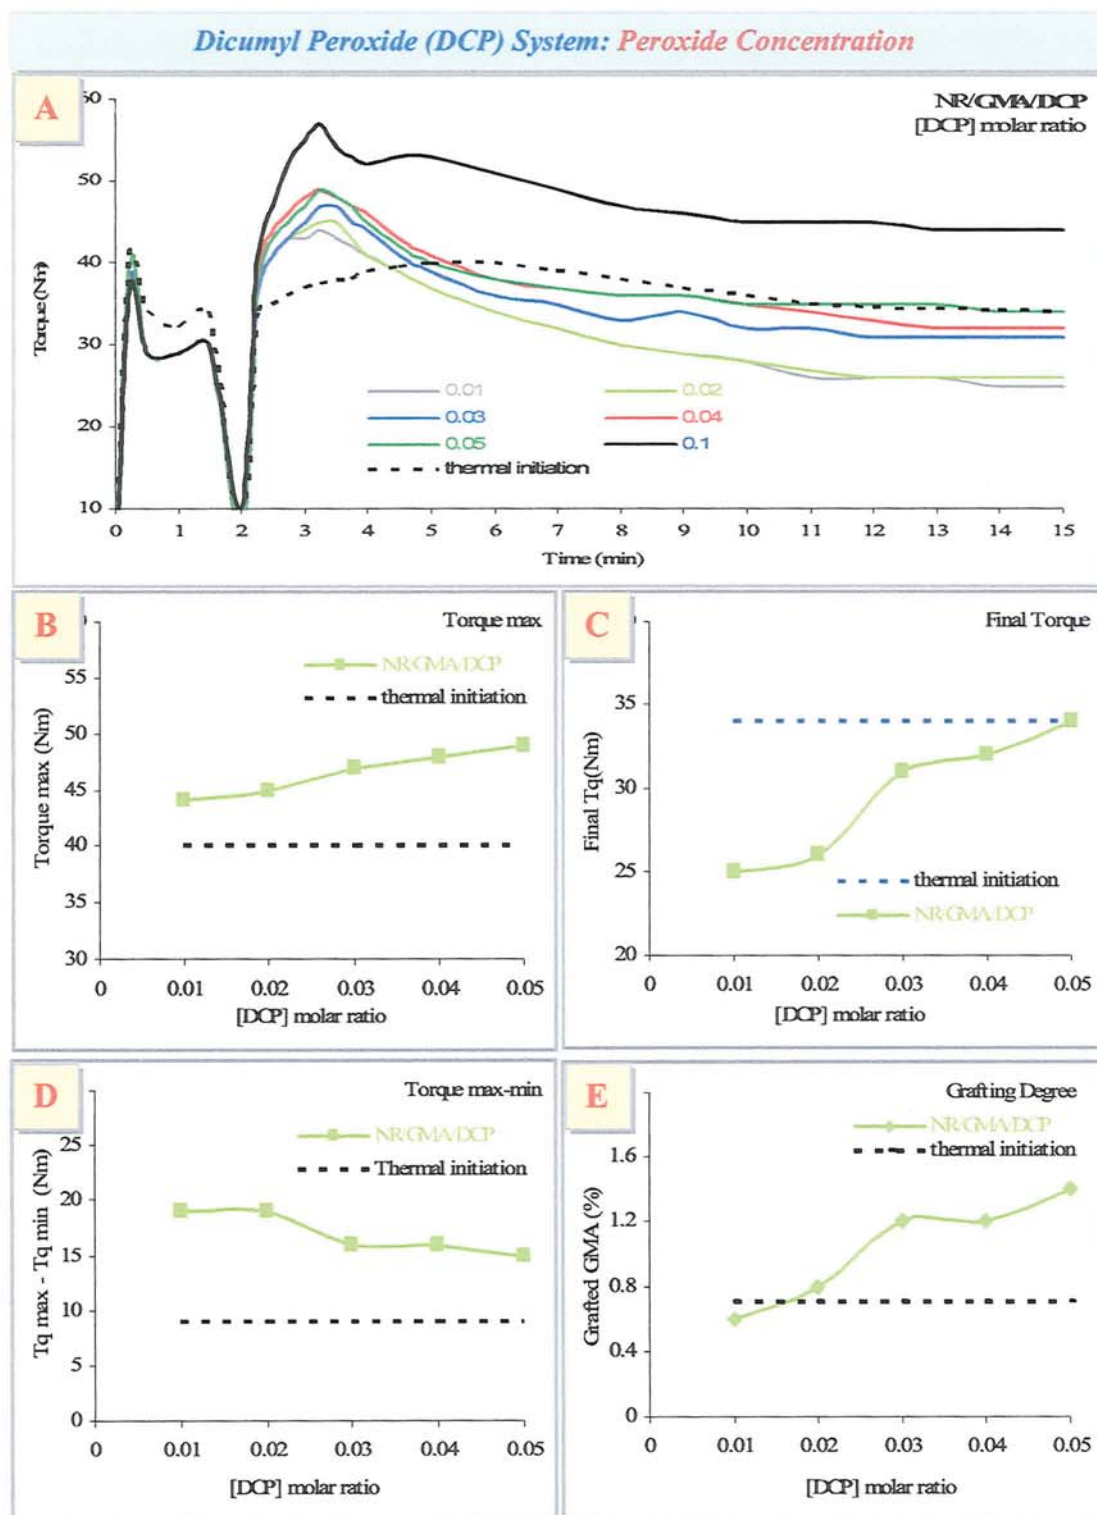 Dicumyl Peroxide (DCP) System: Peroxide Concentration
A
NR/GMA/DCP
[DCP] molar ratio
60
50
40
30
20
10
Torque (Nm)
0.01
0.02
0.03
0.04
0.05
0.1
thermal initiation
0 1 2 3 4 5 6 7 8 9 10 11 12 13 14 15
Time (min)
B
Torque max
NR/GMA/DCP
thermal initiation
55
50
45
40
35
30
Torque max (Nm)
0 0.01 0.02 0.03 0.04 0.05
[DCP] molar ratio
C
Final Torque
35
30
25
20
Final Tq(Nm)
thermal initiation
NR/GMA/DCP
0 0.01 0.02 0.03 0.04 0.05
[DCP] molar ratio
D
Torque max-min
NR/GMA/DCP
Thermal initiation
25
20
15
10
5
0
Tq max - Tq min (Nm)
0 0.01 0.02 0.03 0.04 0.05
[DCP] molar ratio
E
Grafting Degree
NR/GMA/DCP
thermal initiation
1.6
1.2
0.8
0.4
0
Grafted GMA (%)
0 0.01 0.02 0.03 0.04 0.05
[DCP] molar ratio